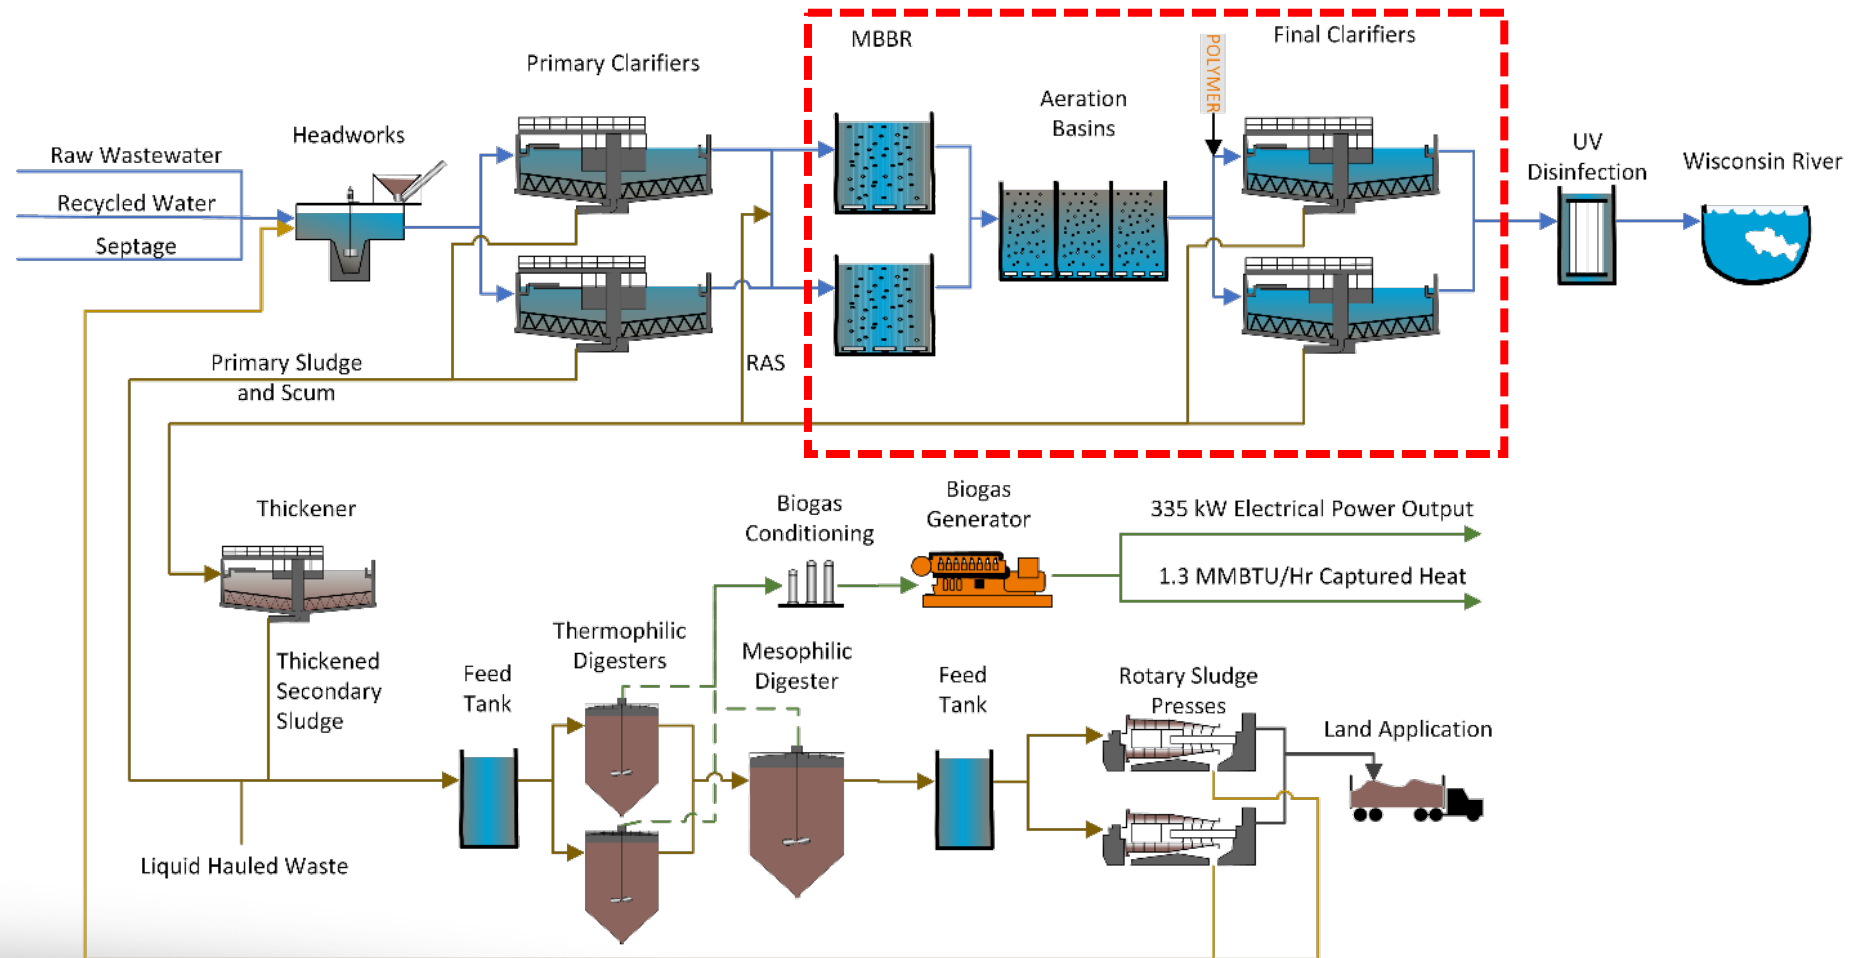 MBBR
Final Clarifiers
Primary Clarifiers
POLYMER
Aeration
Basins
Headworks
UV
Disinfection
Wisconsin River
Raw Wastewater
Recycled Water
Septage
Primary Sludge
and Scum
RAS
Thickener
Biogas
Conditioning
Biogas
Generator
335 kW Electrical Power Output
1.3 MMBTU/Hr Captured Heat
Thickened
Secondary
Sludge
Feed
Tank
Thermophilic
Digesters
Mesophilic
Digester
Feed
Tank
Rotary Sludge
Presses
Land Application
Liquid Hauled Waste